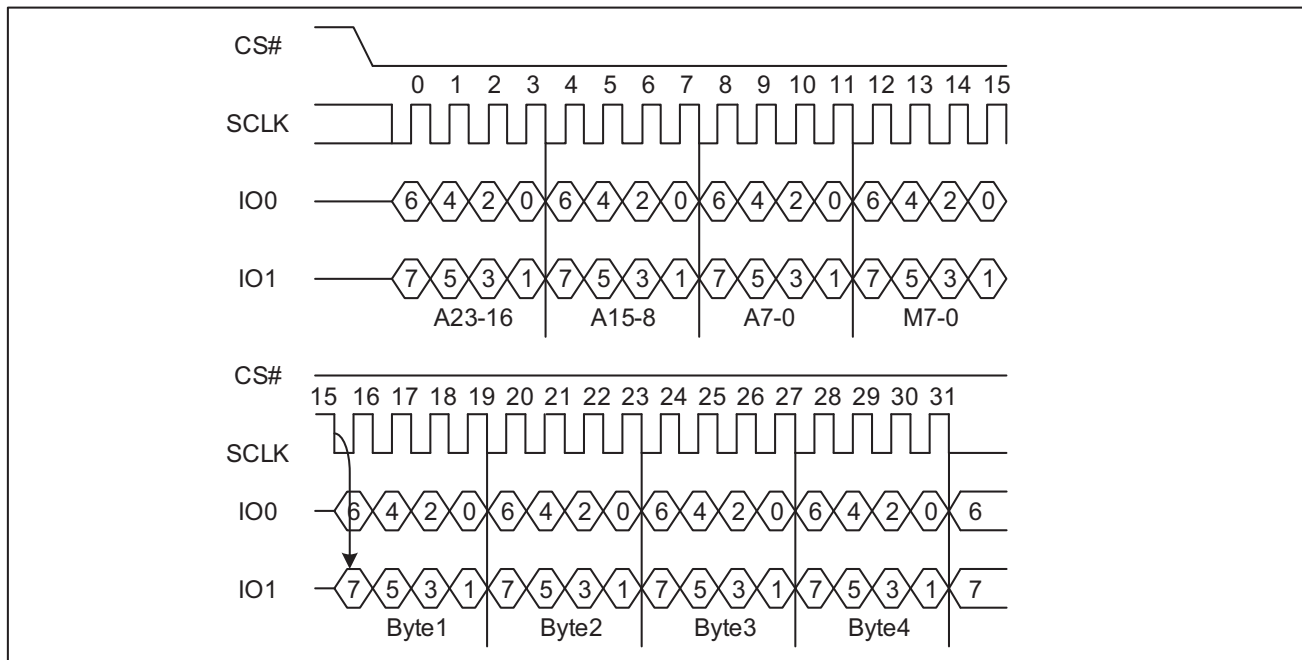 CS#
0 1 2 3 4 5 6 7 8 9 10 11 12 13 14 15
SCLK
IO0 6 4 2 0 6 4 2 0 6 4 2 0 6 4 2 0
IO1 7 5 3 1 7 5 3 1 7 5 3 1 7 5 3 1
A23-16 A15-8 A7-0 M7-0
CS#
15 16 17 18 19 20 21 22 23 24 25 26 27 28 29 30 31
SCLK
IO0 6 4 2 0 6 4 2 0 6 4 2 0 6 4 2 0 6
IO1 7 5 3 1 7 5 3 1 7 5 3 1 7 5 3 1 7
Byte1 Byte2 Byte3 Byte4